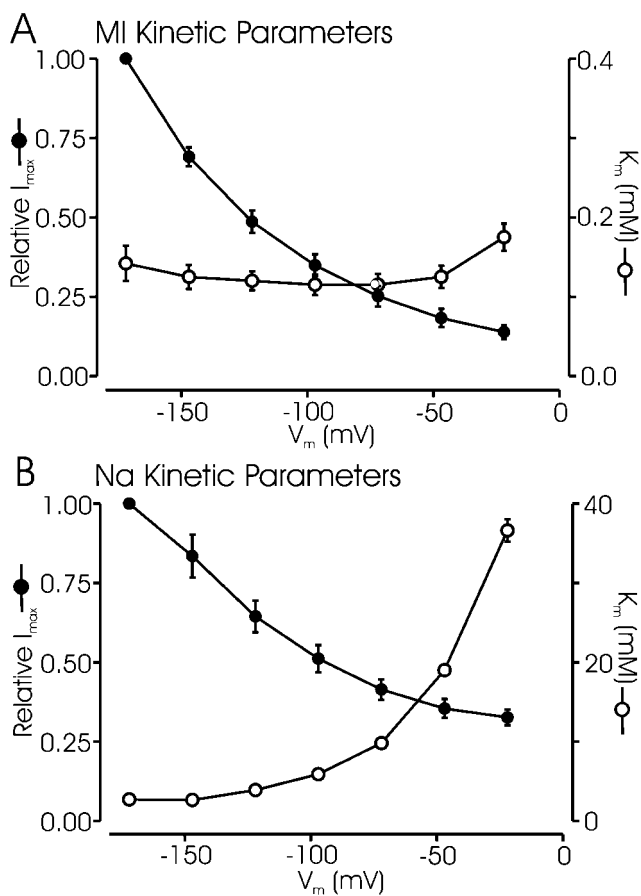 A
MI Kinetic Parameters
1.00
0.75
0.50
0.25
0.00
Relative Imax
0.4
0.2
0.0
Km (mM)
-150
-100
-50
0
Vm (mV)
B
Na Kinetic Parameters
1.00
0.75
0.50
0.25
0.00
Relative Imax
40
20
0
Km (mM)
-150
-100
-50
0
Vm (mV)